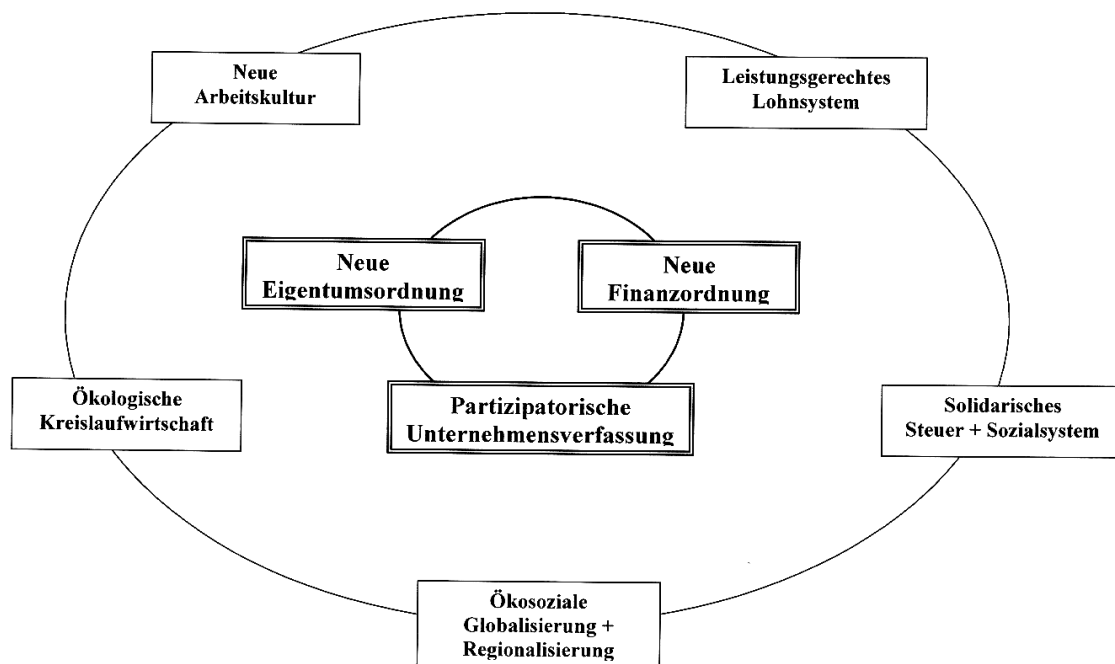 Neue
Arbeitskultur
Leistungsgerechtes
Lohnsystem
Neue
Eigentumsordnung
Neue
Finanzordnung
Ökologische
Kreislaufwirtschaft
Partizipatorische
Unternehmensverfassung
Solidarisches
Steuer + Sozialsystem
Ökosoziale
Globalisierung +
Regionalisierung